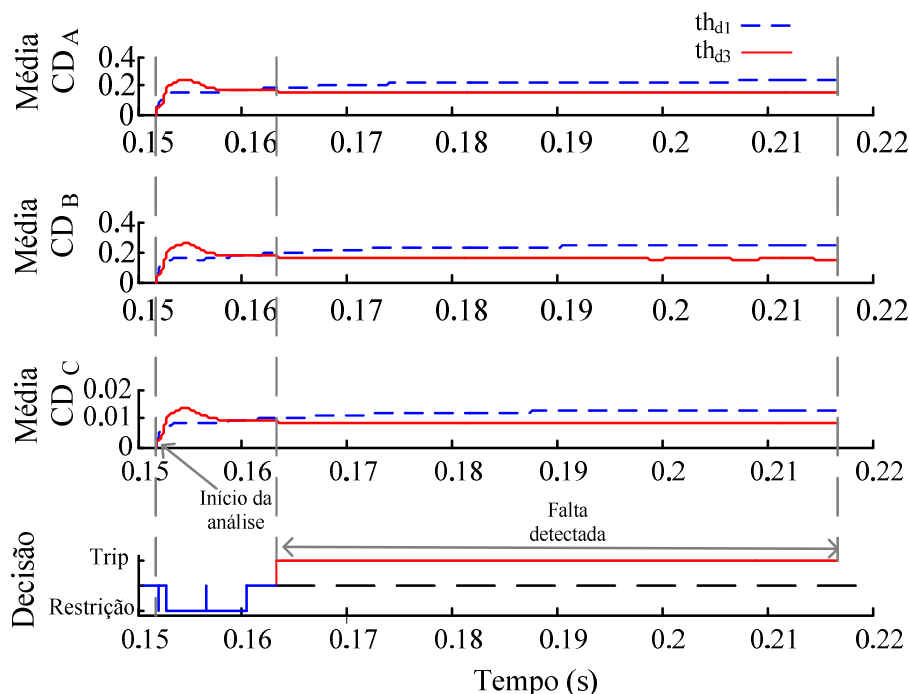 th_d1
th_d3
Média CD_A
0.4
0.2
0
0.15 0.16 0.17 0.18 0.19 0.2 0.21 0.22
Média CD_B
0.4
0.2
0
0.15 0.16 0.17 0.18 0.19 0.2 0.21 0.22
Média CD_C
0.02
0.01
0
0.15 0.16 0.17 0.18 0.19 0.2 0.21 0.22
Início da
análise
Falta
detectada
Decisão
Trip
Restrição
0.15 0.16 0.17 0.18 0.19 0.2 0.21 0.22
Tempo (s)